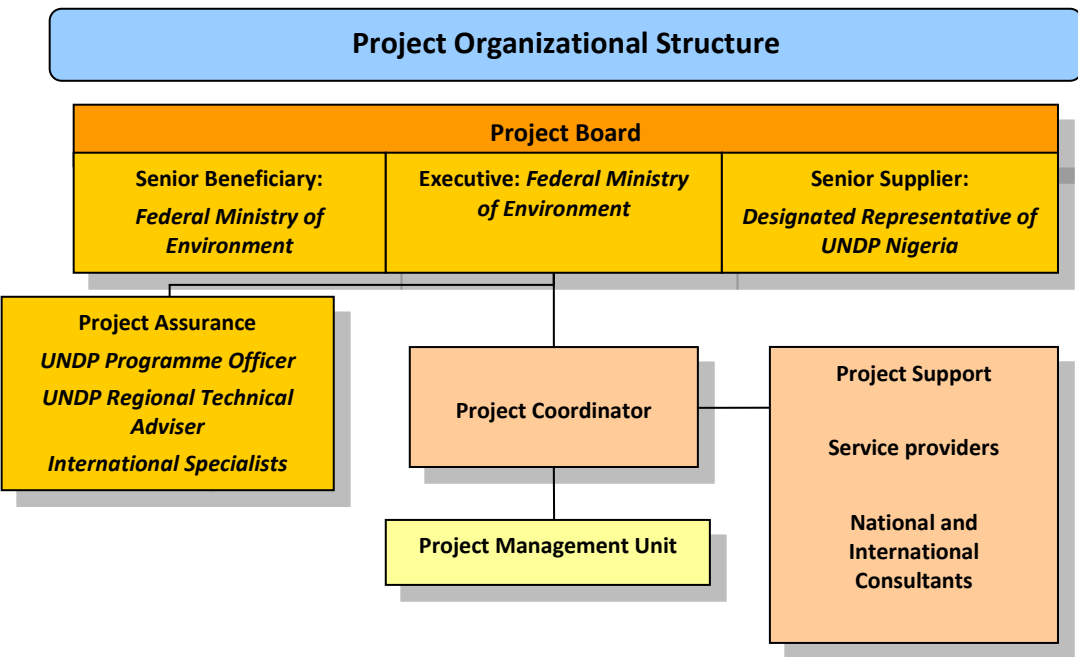 Project Organizational Structure
Project Board
Senior Beneficiary:
Federal Ministry of
Environment
Executive: Federal Ministry
of Environment
Senior Supplier:
Designated Representative of
UNDP Nigeria
Project Assurance
UNDP Programme Officer
UNDP Regional Technical
Adviser
International Specialists
Project Coordinator
Project Support
Service providers
National and
International
Consultants
Project Management Unit